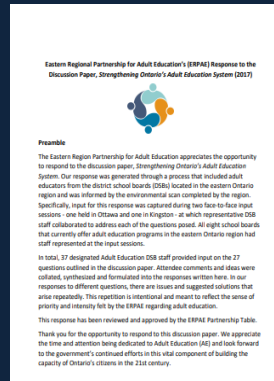 Eastern Regional Partnership for Adult Education's (ERPAE) Response to the
Discussion Paper, Strengthening Ontario's Adult Education System (2017)
Preamble
The Eastern Region Partnership for Adult Education appreciates the opportunity
to respond to the discussion paper, Strengthening Ontario's Adult Education
System. Our response was generated through a process that included adult
educators from the district school boards (DSBs) located in the eastern Ontario
region and was informed by the environmental scan completed by the region.
Specifically, input for this response was captured during two face-to-face input
sessions - one held in Ottawa and one in Kingston - at which representative DSB
staff collaborated to address each of the questions posed. All eight school boards
that currently offer adult education programs in the eastern Ontario region had
staff represented at the input sessions.
In total, 37 designated Adult Education DSB staff provided input on the 27
questions outlined in the discussion paper. Attendee comments and ideas were
collated, synthesized and formulated into the responses written here. In our
responses to different questions, there are issues and suggested solutions that
arise repeatedly. This repetition is intentional and meant to reflect the sense of
priority and intensity felt by the ERPAE regarding adult education.
This response has been reviewed and approved by the ERPAE Partnership Table.
Thank you for the opportunity to respond to this discussion paper. We appreciate
the time and attention being dedicated to Adult Education (AE) and look forward
to the government's continued efforts in this vital component of building the
capacity of Ontario's citizens in the 21st century.